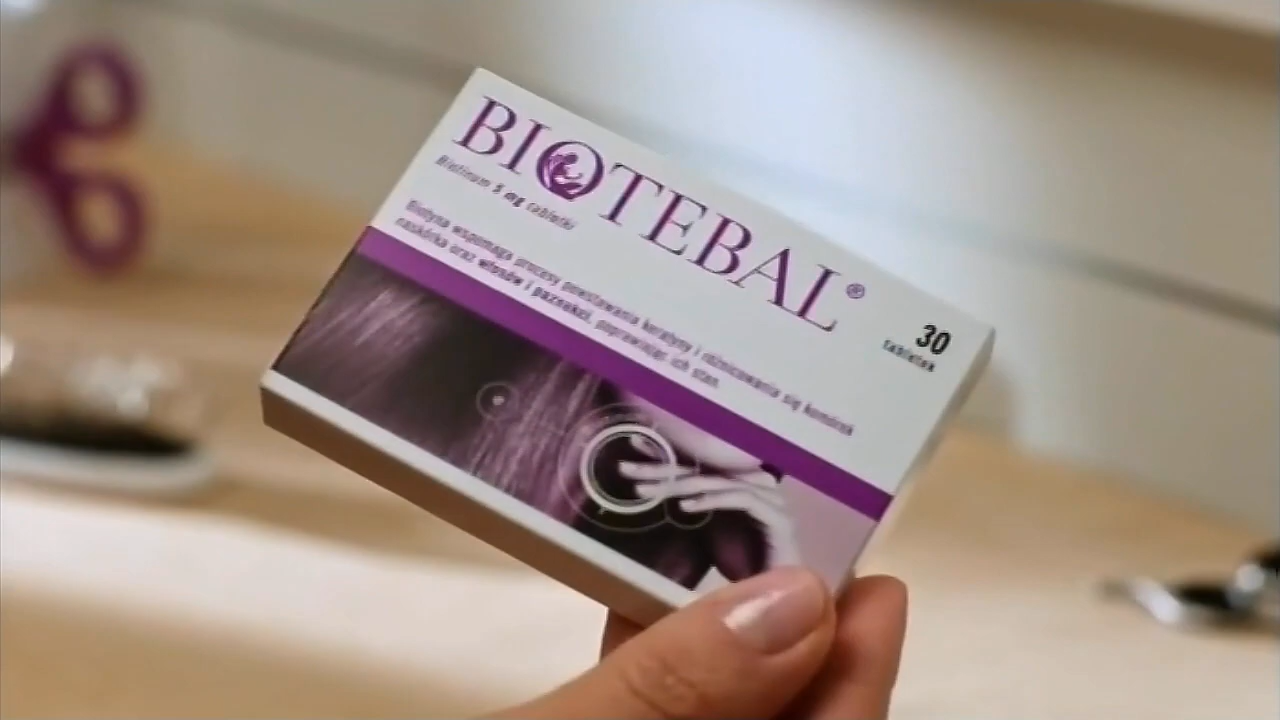 BIOTEBAL®
Biotinum 5 mg tabletki
Biotyna wspomaga procesy powstawania keratyny i różnicowania się komórek
naskórka oraz włosów i paznokci, poprawiając ich stan
30
tabletek